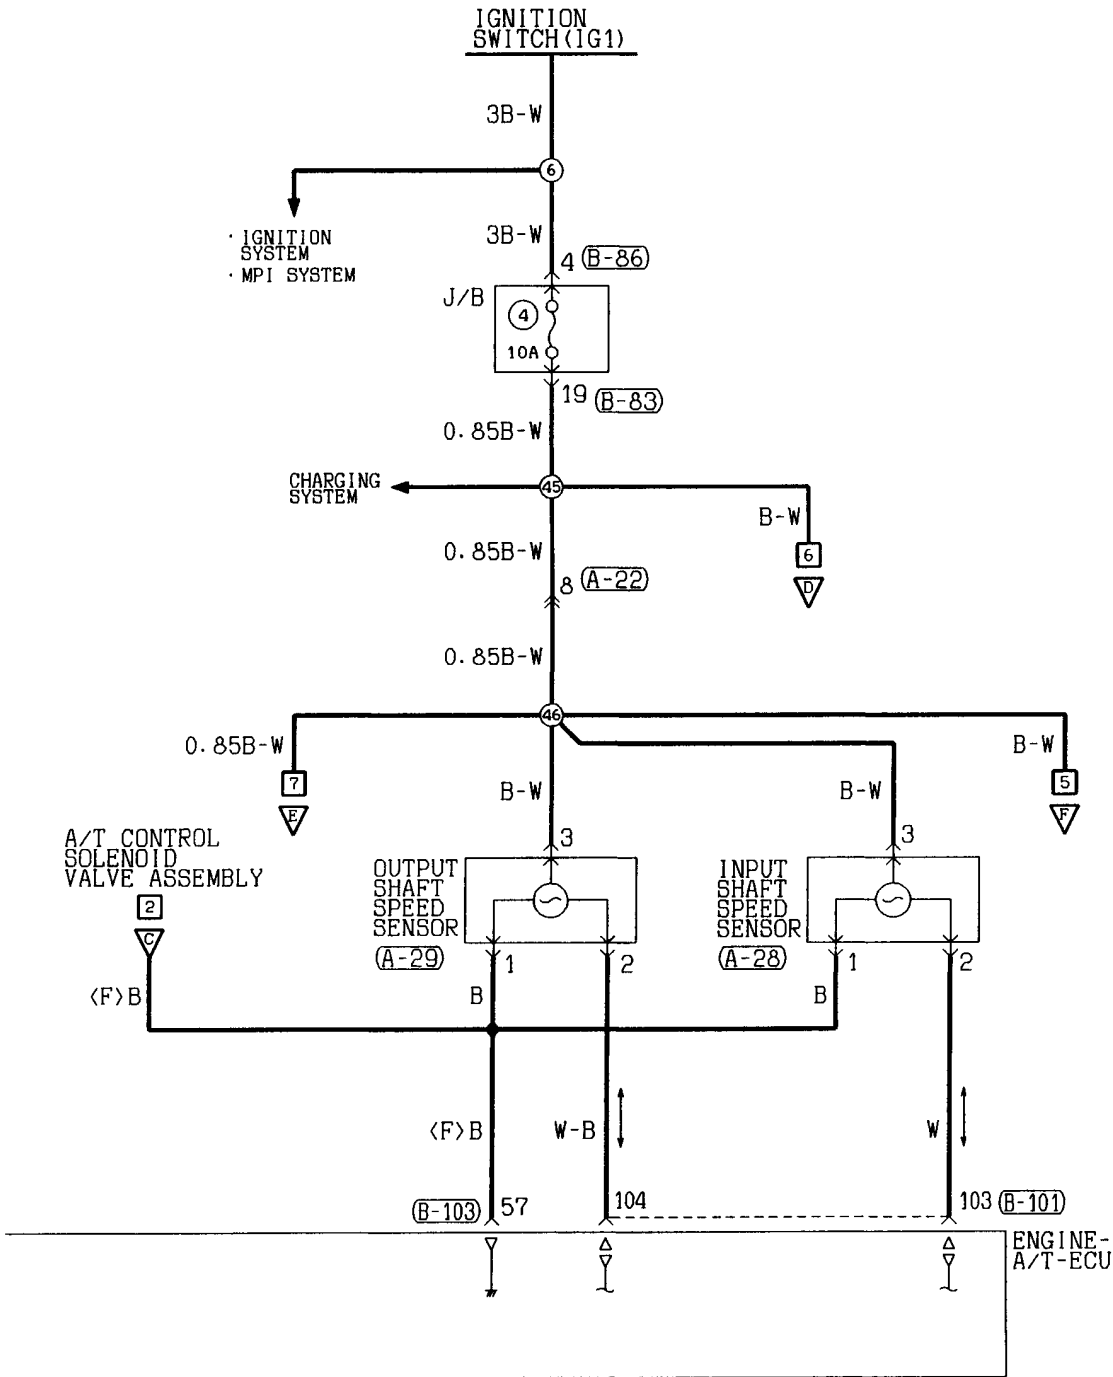 IGNITION
SWITCH(IG1)
3B-W
6
· IGNITION
SYSTEM
· MPI SYSTEM
3B-W
4 (B-86)
J/B
4
10A
19 (B-83)
0.85B-W
CHARGING
SYSTEM
45
B-W
6
D
0.85B-W
8 (A-22)
0.85B-W
46
0.85B-W
7
E
B-W
B-W
B-W
5
F
A/T CONTROL
SOLENOID
VALVE ASSEMBLY
2
C
<F>B
3
OUTPUT
SHAFT
SPEED
SENSOR
(A-29)
1
2
B
3
INPUT
SHAFT
SPEED
SENSOR
(A-28)
1
2
B
<F>B
W-B
W
(B-103) 57
104
103 (B-101)
ENGINE-
A/T-ECU